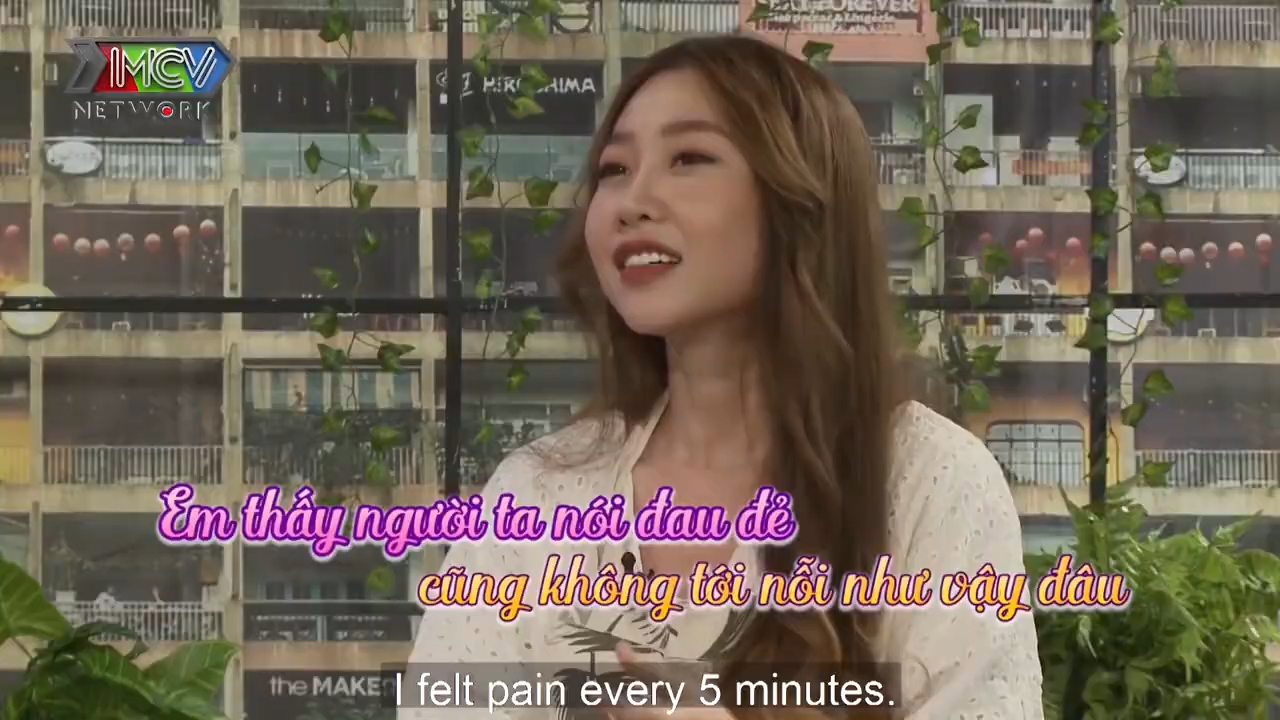 MCV
NETWORK
HIROSHIMA
FOREVER
Em thấy người ta nói đau đẻ
cũng không tới nỗi như vậy đâu
the MAKE
I felt pain every 5 minutes.